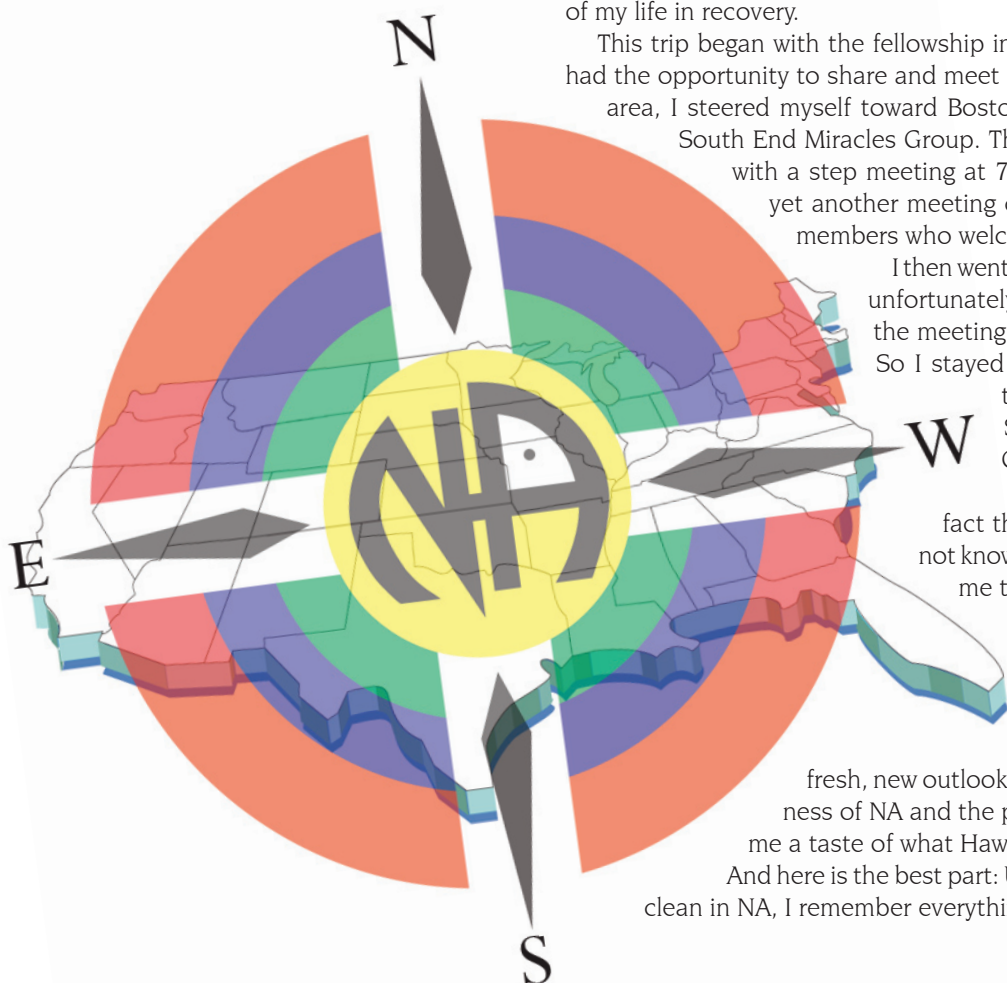 of my life in recovery.
This trip began with the fellowship in
had the opportunity to share and meet
area, I steered myself toward Bosto
South End Miracles Group. Th
with a step meeting at 7
yet another meeting
members who welc
I then went
unfortunately
the meeting
So I stayed
fact th
not know
me t
fresh, new outlook
ness of NA and the p
me a taste of what Haw
And here is the best part: U
clean in NA, I remember everythi
N
W
E
S
NA